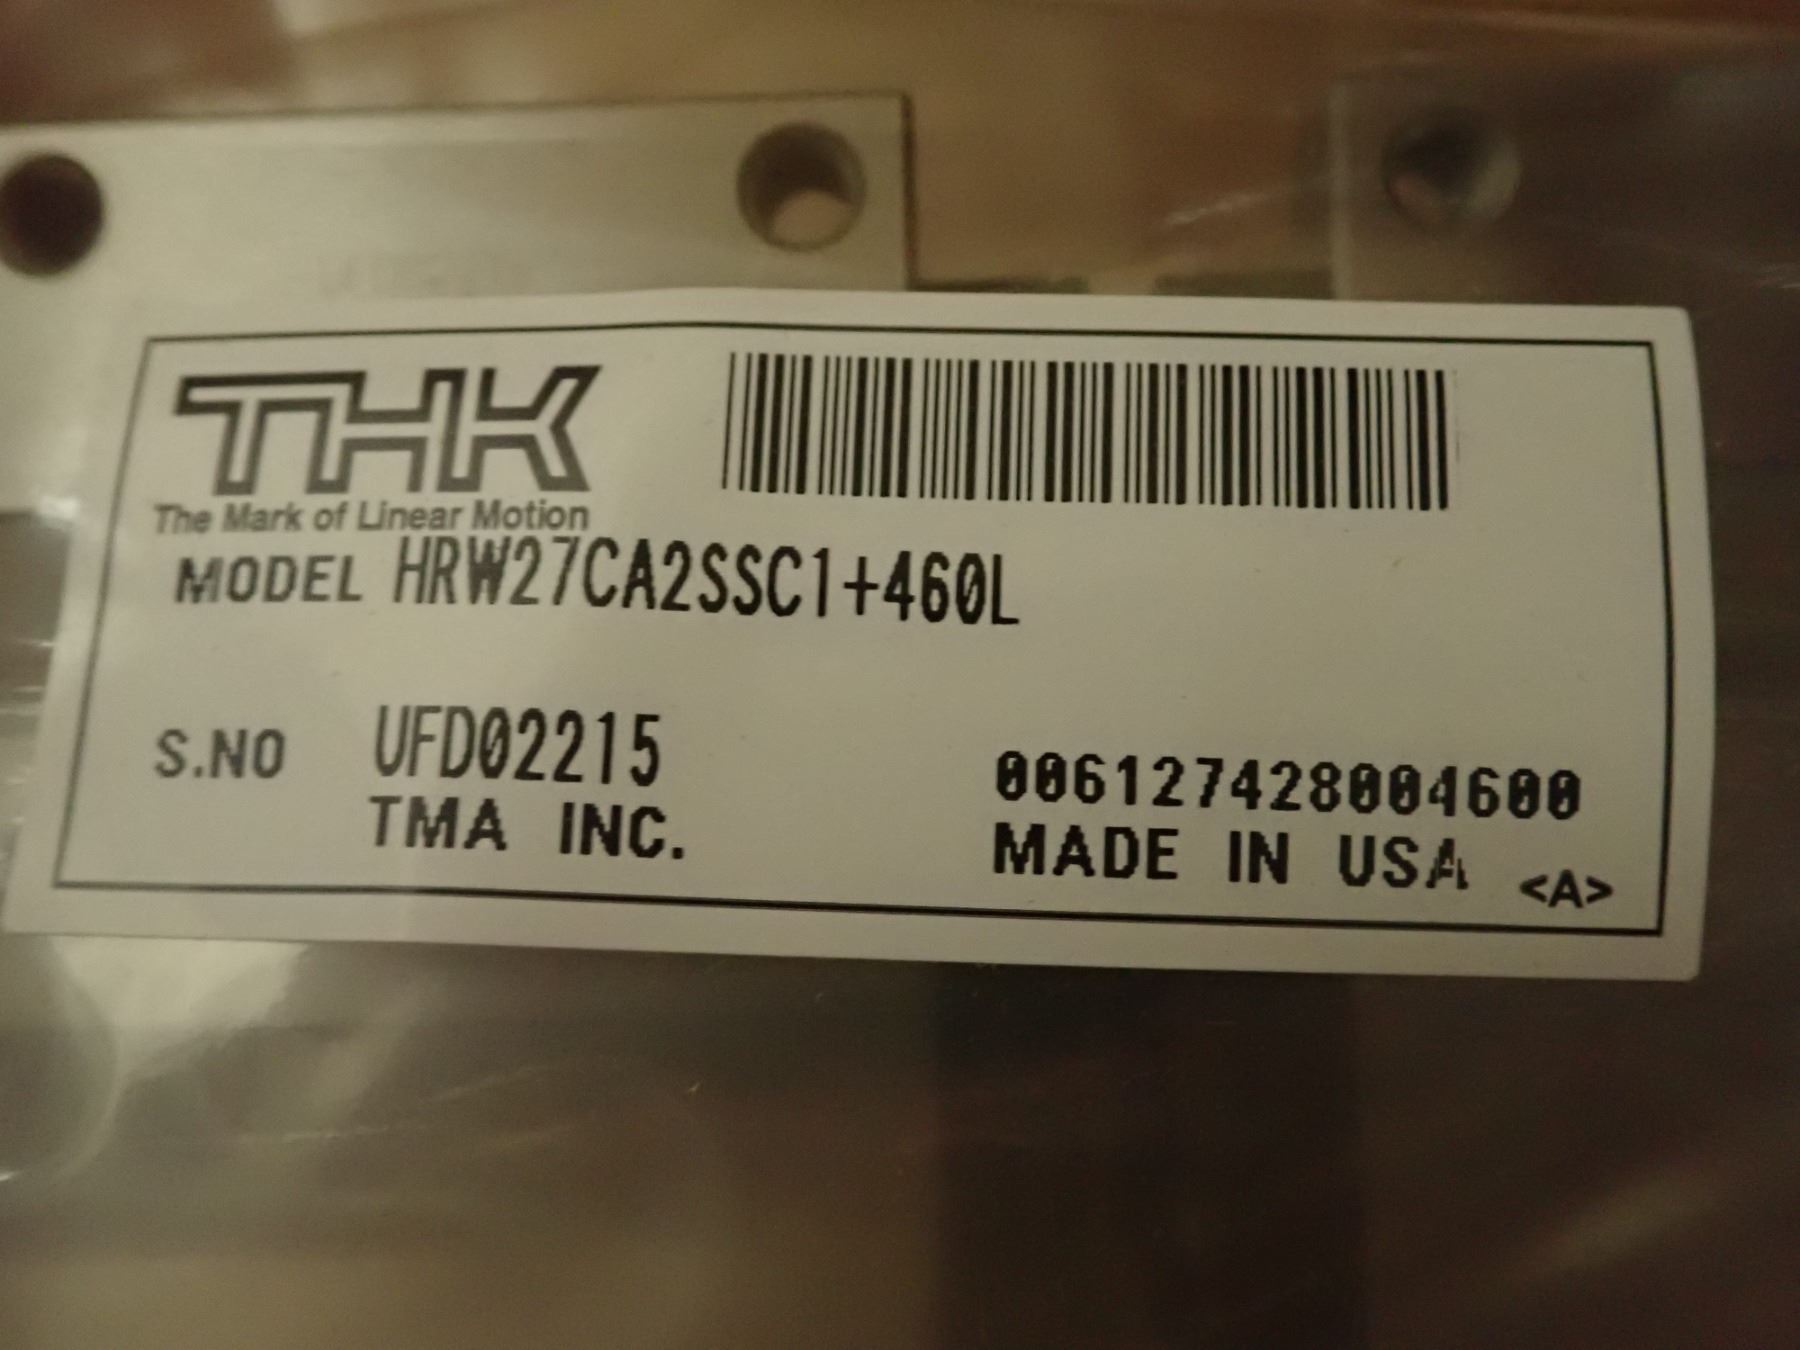 THK
The Mark of Linear Motion
MODEL HRW27CA2SSC1+460L
S.NO UFD02215
TMA INC.
006127428004600
MADE IN USA <A>